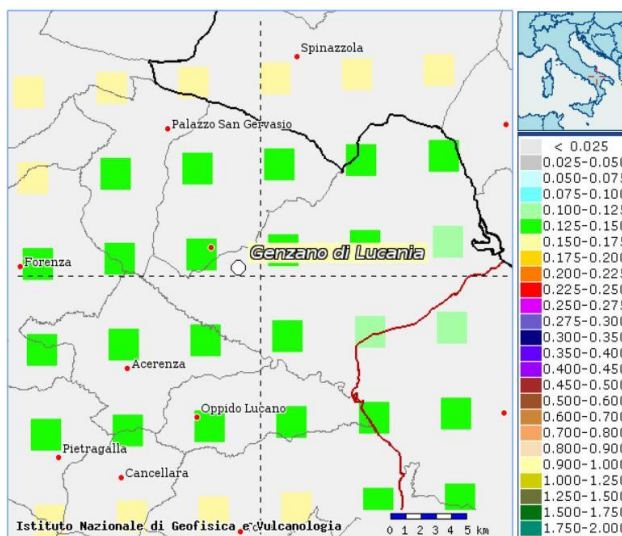 Spinazzola
Palazzo San Gervasio
Genzano di Lucania
Forenza
Acerenza
Oppido Lucano
Pietragalla
Cancellara
Istituto Nazionale di Geofisica e Vulcanologia
0 1 2 3 4 5 km
< 0.025
0.025-0.050
0.050-0.075
0.075-0.100
0.100-0.125
0.125-0.150
0.150-0.175
0.175-0.200
0.200-0.225
0.225-0.250
0.250-0.275
0.275-0.300
0.300-0.350
0.350-0.400
0.400-0.450
0.450-0.500
0.500-0.600
0.600-0.700
0.700-0.800
0.800-0.900
0.900-1.000
1.000-1.250
1.250-1.500
1.500-1.750
1.750-2.000